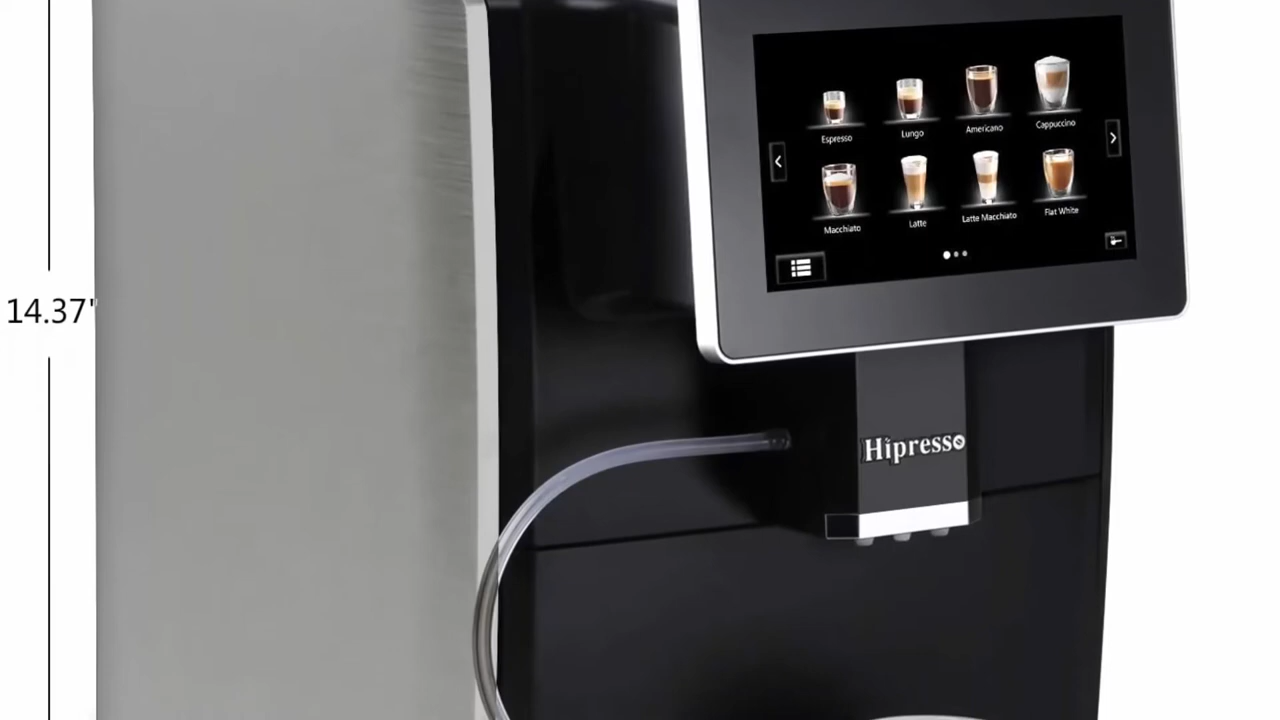 14.37"
Espresso
Lungo
Americano
Cappuccino
Macchiato
Latte
Latte Macchiato
Flat White
Hipresso